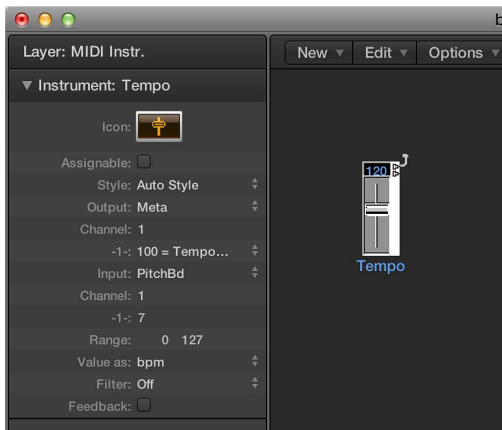 Layer: MIDI Instr.
New Edit Options
Instrument: Tempo
Icon:
Assignable:
Style: Auto Style
Output: Meta
Channel: 1
-1-: 100 = Tempo...
Input: PitchBd
Channel: 1
-1-: 7
Range: 0 127
Value as: bpm
Filter: Off
Feedback:
120
Tempo